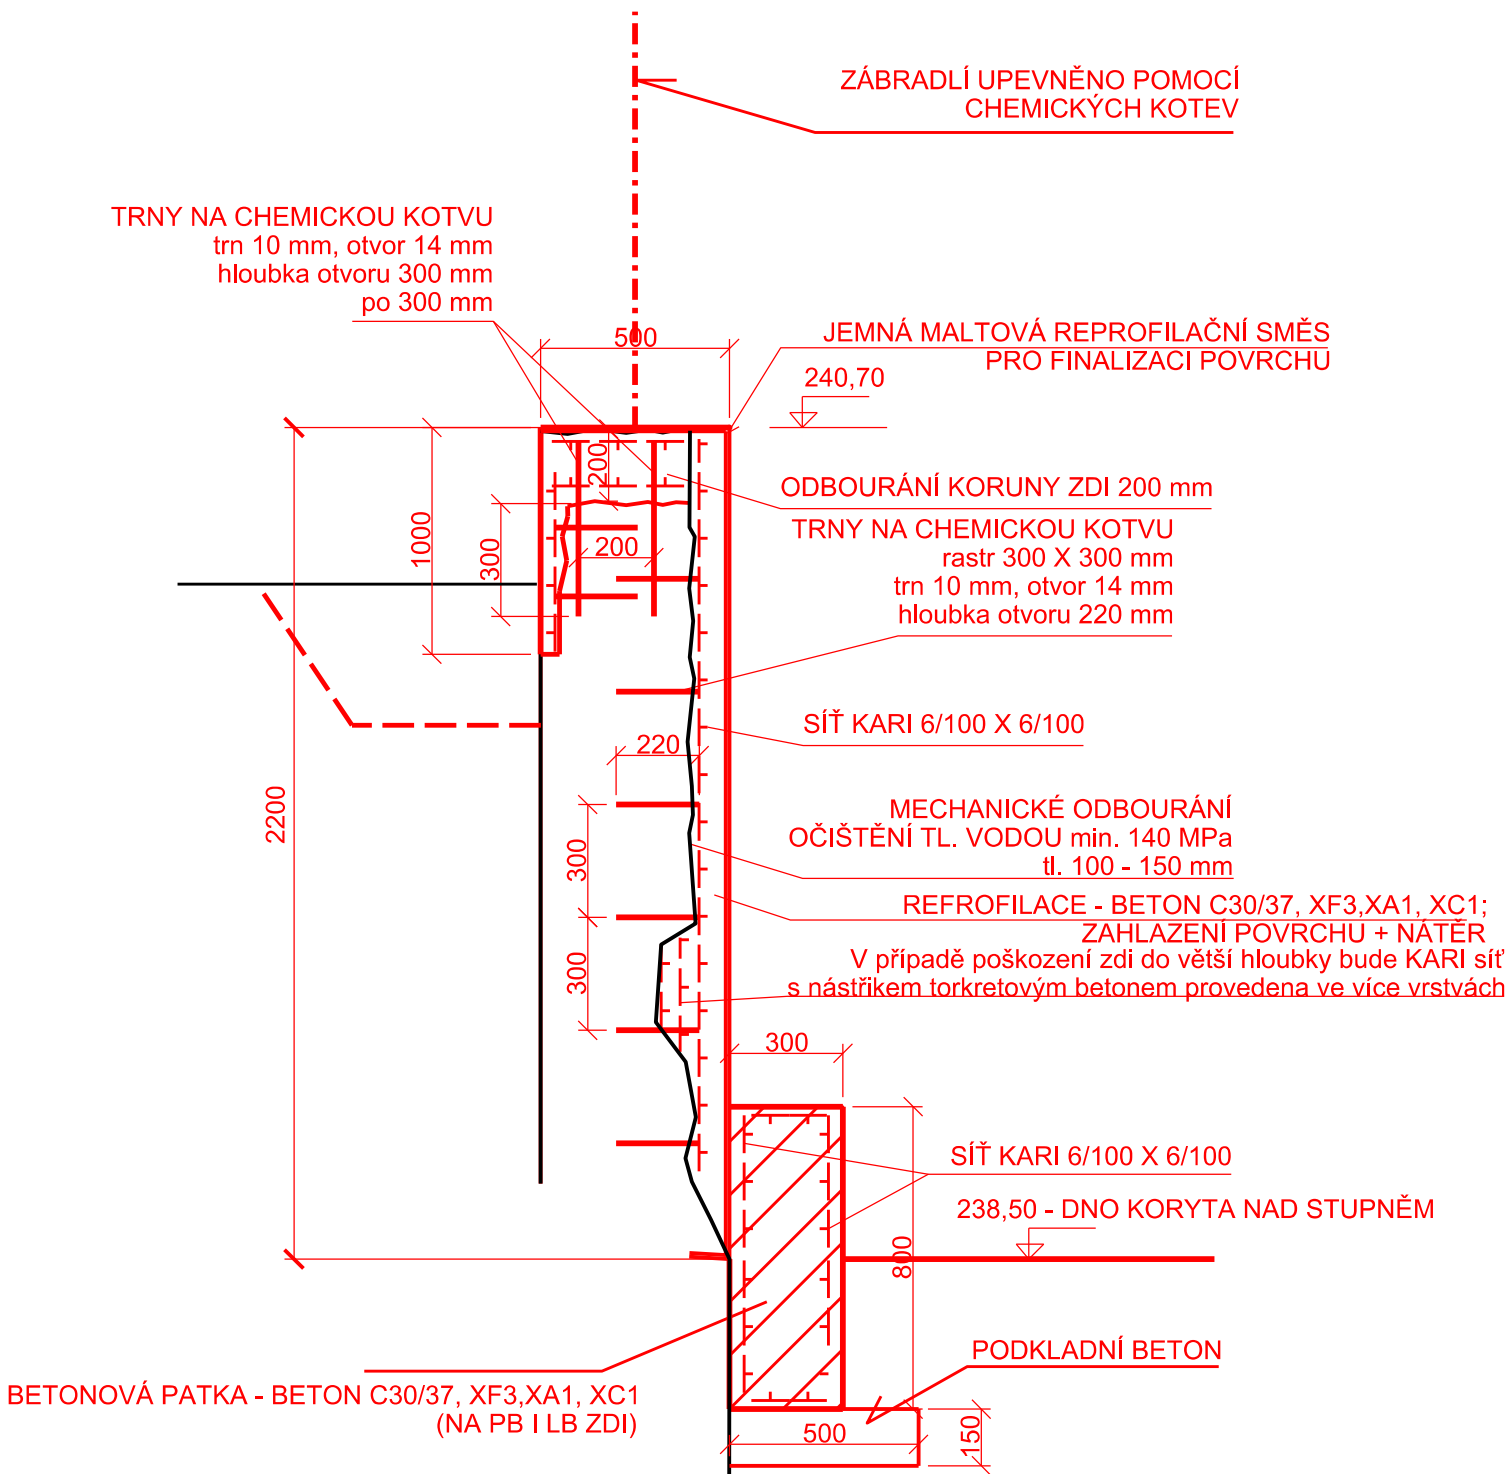 ZÁBRADLÍ UPEVNĚNO POMOCÍ
CHEMICKÝCH KOTEV
TRNY NA CHEMICKOU KOTVU
trn 10 mm, otvor 14 mm
hloubka otvoru 300 mm
po 300 mm
500
JEMNÁ MALTOVÁ REPROFILAČNÍ SMĚS
PRO FINALIZACI POVRCHU
240,70
200
ODBOURÁNÍ KORUNY ZDI 200 mm
1000
300
200
TRNY NA CHEMICKOU KOTVU
rastr 300 X 300 mm
trn 10 mm, otvor 14 mm
hloubka otvoru 220 mm
SÍŤ KARI 6/100 X 6/100
220
2200
MECHANICKÉ ODBOURÁNÍ
OČIŠTĚNÍ TL. VODOU min. 140 MPa
tl. 100 - 150 mm
300
REFROFILACE - BETON C30/37, XF3,XA1, XC1;
ZAHLAZENÍ POVRCHU + NÁTĚR
V případě poškození zdi do větší hloubky bude KARI síť
s nástřikem torkretovým betonem provedena ve více vrstvách
300
300
SÍŤ KARI 6/100 X 6/100
238,50 - DNO KORYTA NAD STUPNĚM
800
PODKLADNÍ BETON
BETONOVÁ PATKA - BETON C30/37, XF3,XA1, XC1
(NA PB I LB ZDI)
500
150